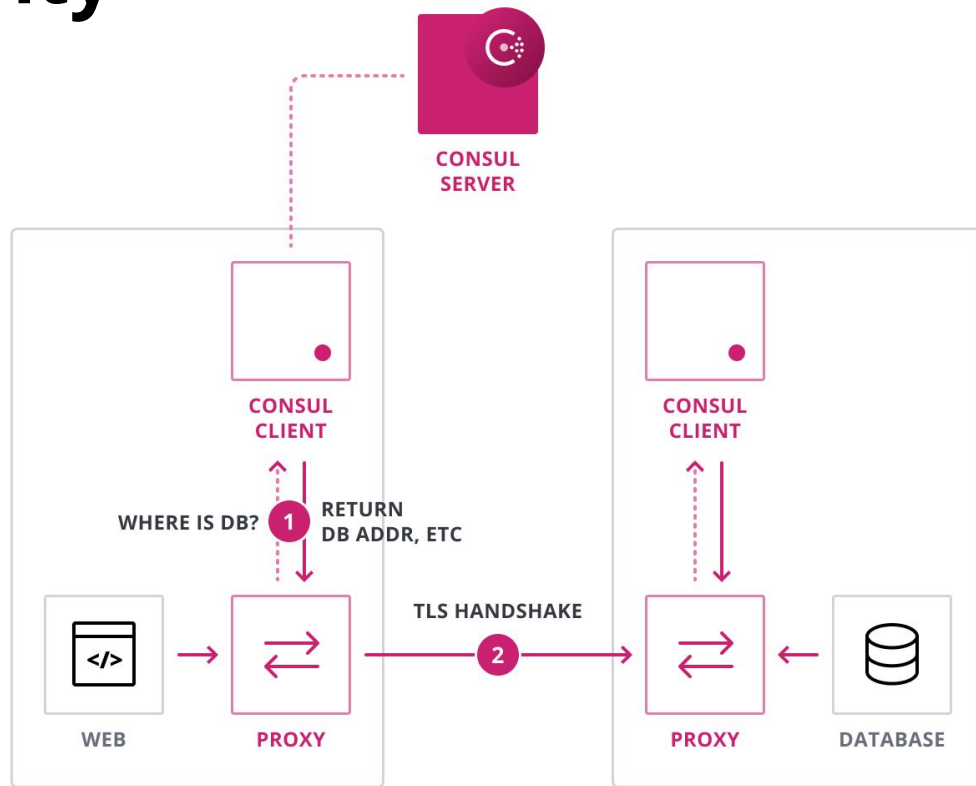 CONSUL
SERVER
CONSUL
CLIENT
CONSUL
CLIENT
WHERE IS DB?
1
RETURN
DB ADDR, ETC
TLS HANDSHAKE
2
</>
WEB
PROXY
PROXY
DATABASE